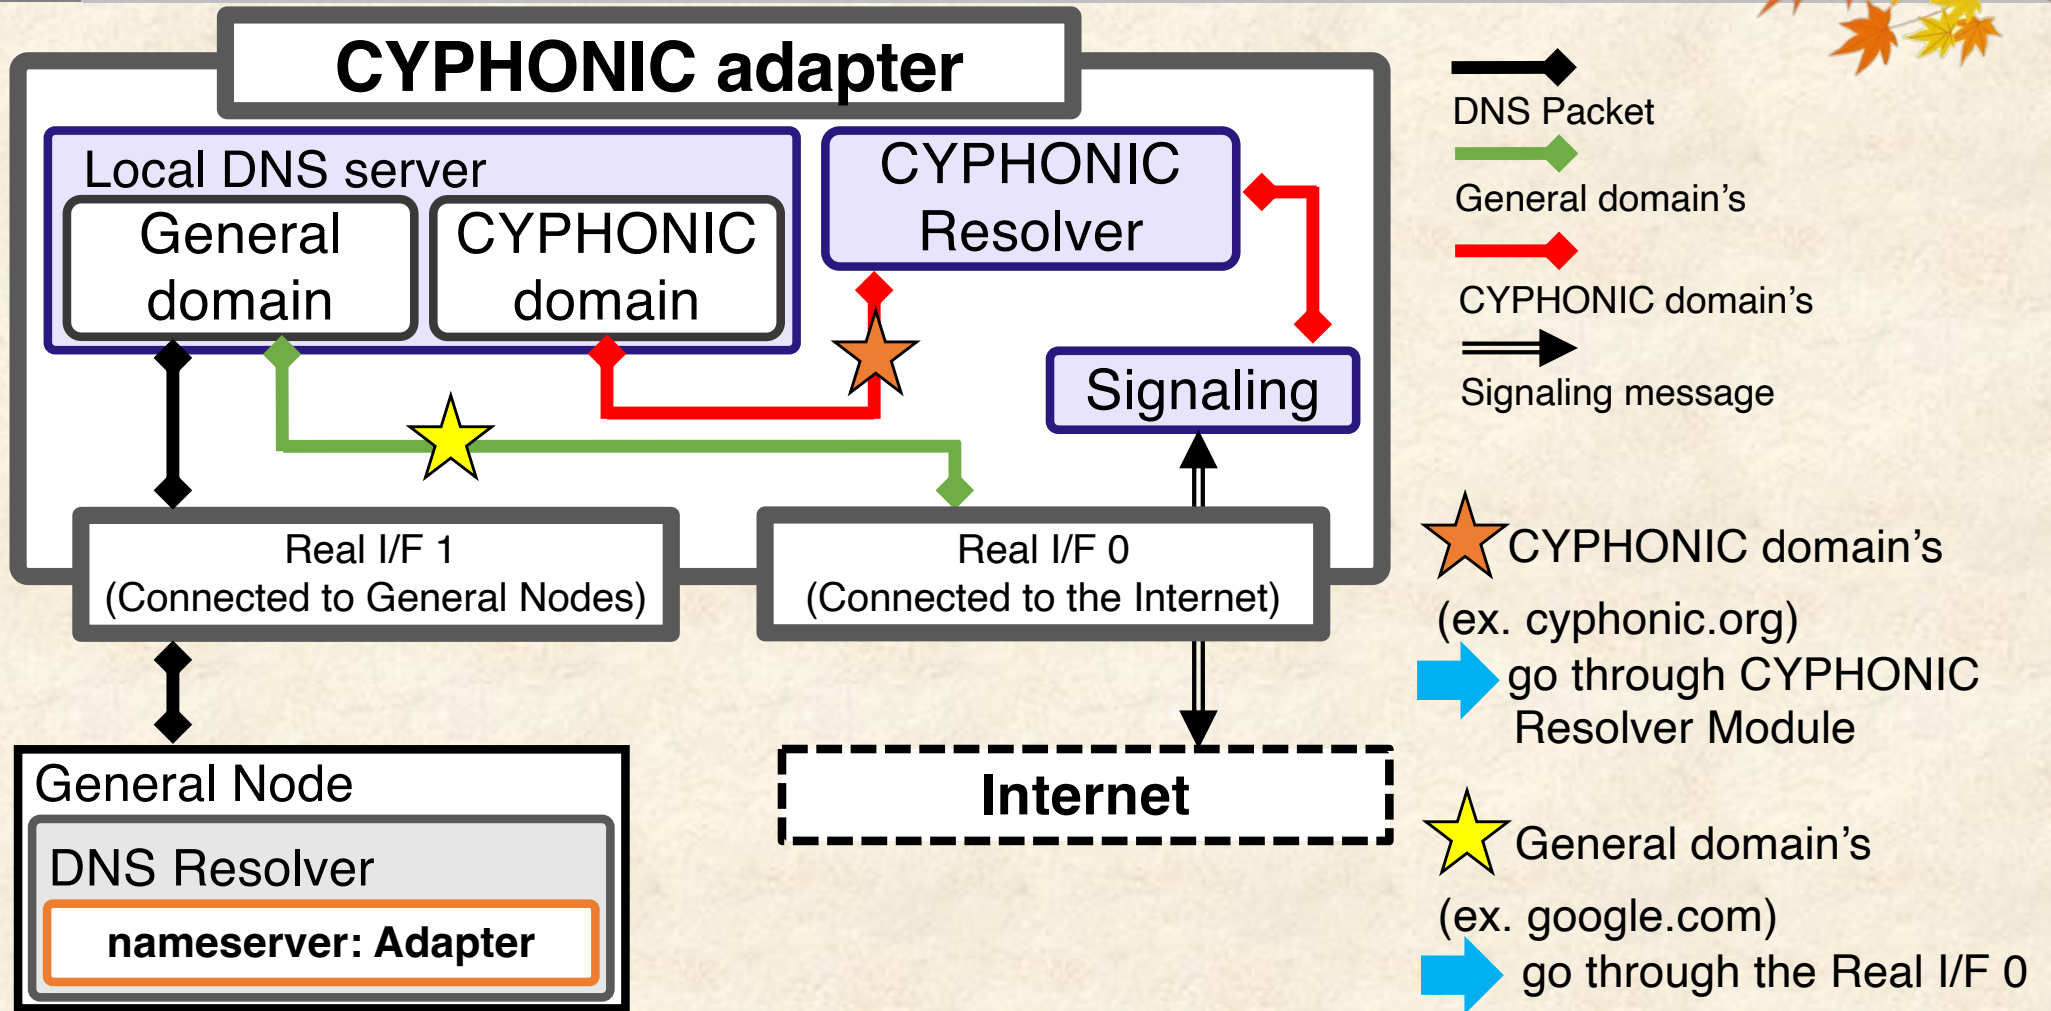 CYPHONIC adapter
Local DNS server
General
domain
CYPHONIC
domain
CYPHONIC
Resolver
Signaling
Real I/F 1
(Connected to General Nodes)
Real I/F 0
(Connected to the Internet)
General Node
DNS Resolver
nameserver: Adapter
Internet
DNS Packet
General domain’s
CYPHONIC domain’s
Signaling message
CYPHONIC domain’s
(ex. cyphonic.org)
go through CYPHONIC
Resolver Module
General domain’s
(ex. google.com)
go through the Real I/F 0